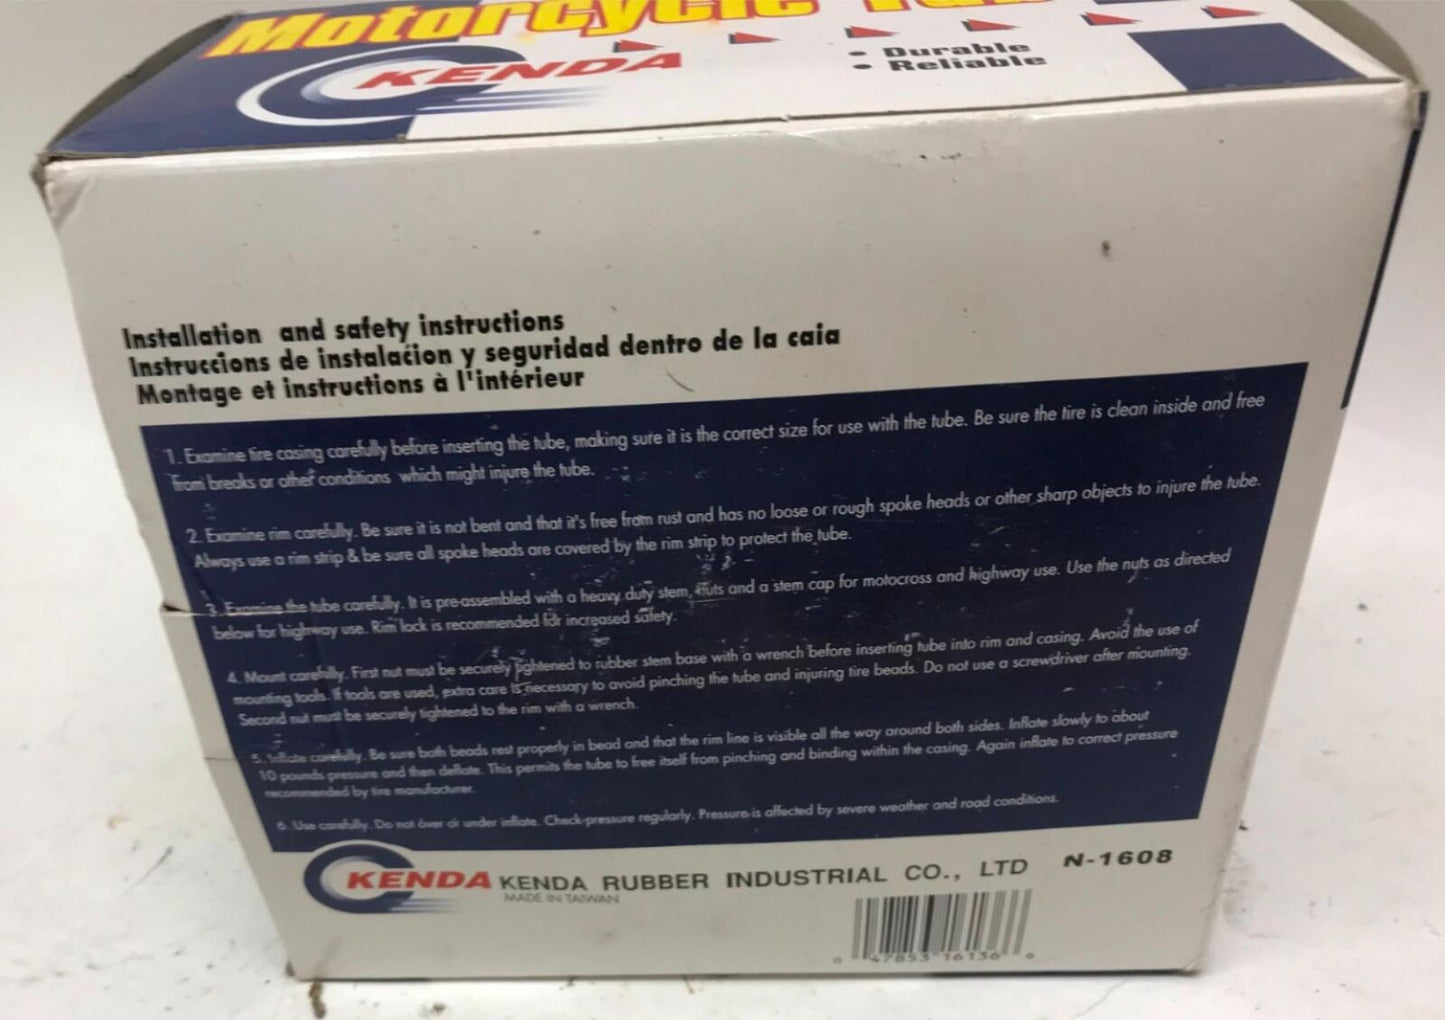 Motorcycle Tub
KENDA
• Durable
• Reliable
Installation and safety instructions
Instruccions de instalacíon y seguridad dentro de la caia
Montage et instructions à l'intérieur
1. Examine tire casing carefully before inserting the tube, making sure it is the correct size for use with the tube. Be sure the tire is clean inside and free
from breaks or other conditions which might injure the tube.
2. Examine rim carefully. Be sure it is not bent and that it's free from rust and has no loose or rough spoke heads or other sharp objects to injure the tube.
Always use a rim strip & be sure all spoke heads are covered by the rim strip to protect the tube.
3. Examine the tube carefully. It is pre-assembled with a heavy duty stem, nuts and a stem cap for motocross and highway use. Use the nuts as directed
below for highway use. Rim lock is recommended for increased safety.
4. Mount carefully. First nut must be securely tightened to rubber stem base with a wrench before inserting tube into rim and casing. Avoid the use of
mounting tools. If tools are used, extra care is necessary to avoid pinching the tube and injuring tire beads. Do not use a screwdriver after mounting.
Second nut must be securely tightened to the rim with a wrench.
5. Inflate carefully. Be sure both beads rest properly in bead and that the rim line is visible all the way around both sides. Inflate slowly to about
10 pounds pressure and then deflate. This permits the tube to free itself from pinching and binding within the casing. Again inflate to correct pressure
recommended by tire manufacturer.
6. Use carefully. Do not over or under inflate. Check pressure regularly. Pressure is affected by severe weather and road conditions.
KENDA KENDA RUBBER INDUSTRIAL CO., LTD N-1608
MADE IN TAIWAN
0 47853 16136 6